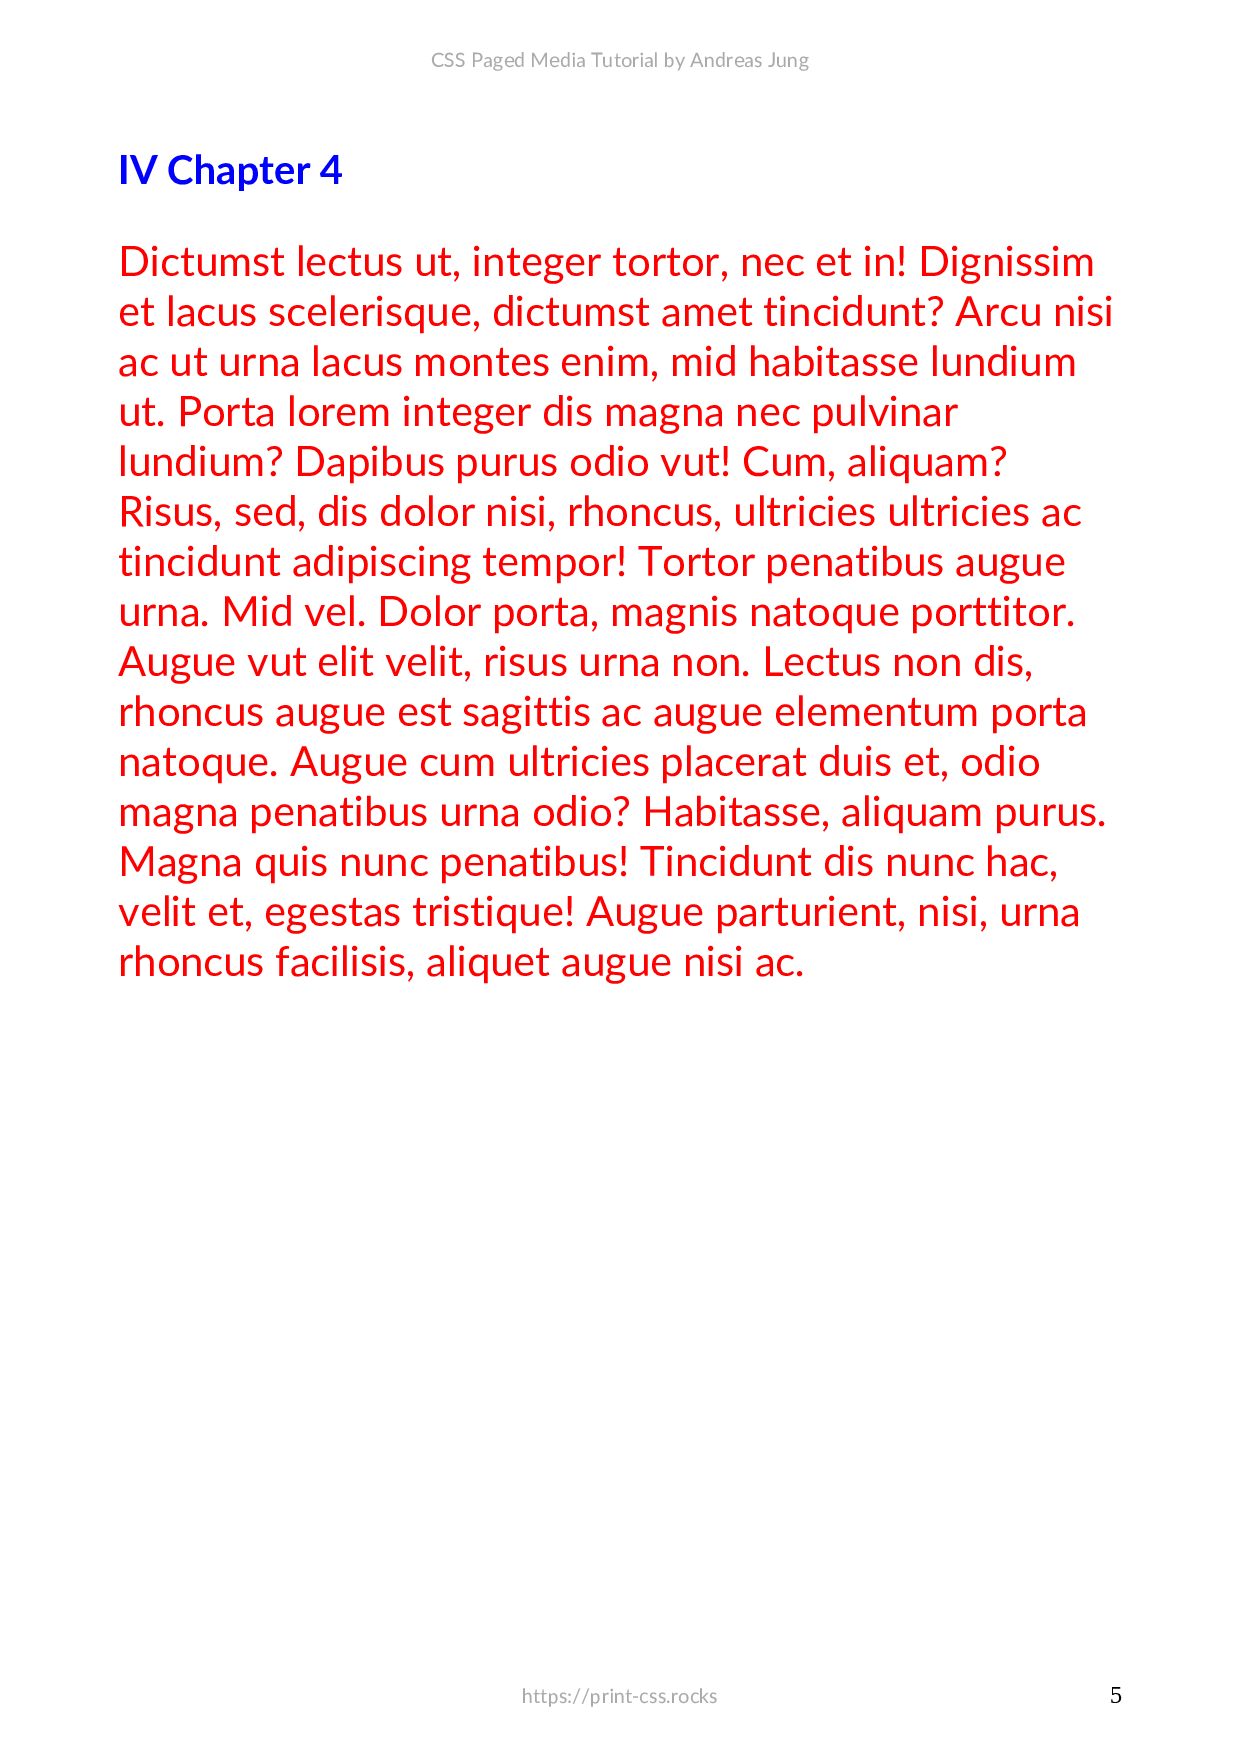 CSS Paged Media Tutorial by Andreas Jung
IV Chapter 4
Dictumst lectus ut, integer tortor, nec et in! Dignissim
et lacus scelerisque, dictumst amet tincidunt? Arcu nisi
ac ut urna lacus montes enim, mid habitasse lundium
ut. Porta lorem integer dis magna nec pulvinar
lundium? Dapibus purus odio vut! Cum, aliquam?
Risus, sed, dis dolor nisi, rhoncus, ultricies ultricies ac
tincidunt adipiscing tempor! Tortor penatibus augue
urna. Mid vel. Dolor porta, magnis natoque porttitor.
Augue vut elit velit, risus urna non. Lectus non dis,
rhoncus augue est sagittis ac augue elementum porta
natoque. Augue cum ultricies placerat duis et, odio
magna penatibus urna odio? Habitasse, aliquam purus.
Magna quis nunc penatibus! Tincidunt dis nunc hac,
velit et, egestas tristique! Augue parturient, nisi, urna
rhoncus facilisis, aliquet augue nisi ac.
https://print-css.rocks
5